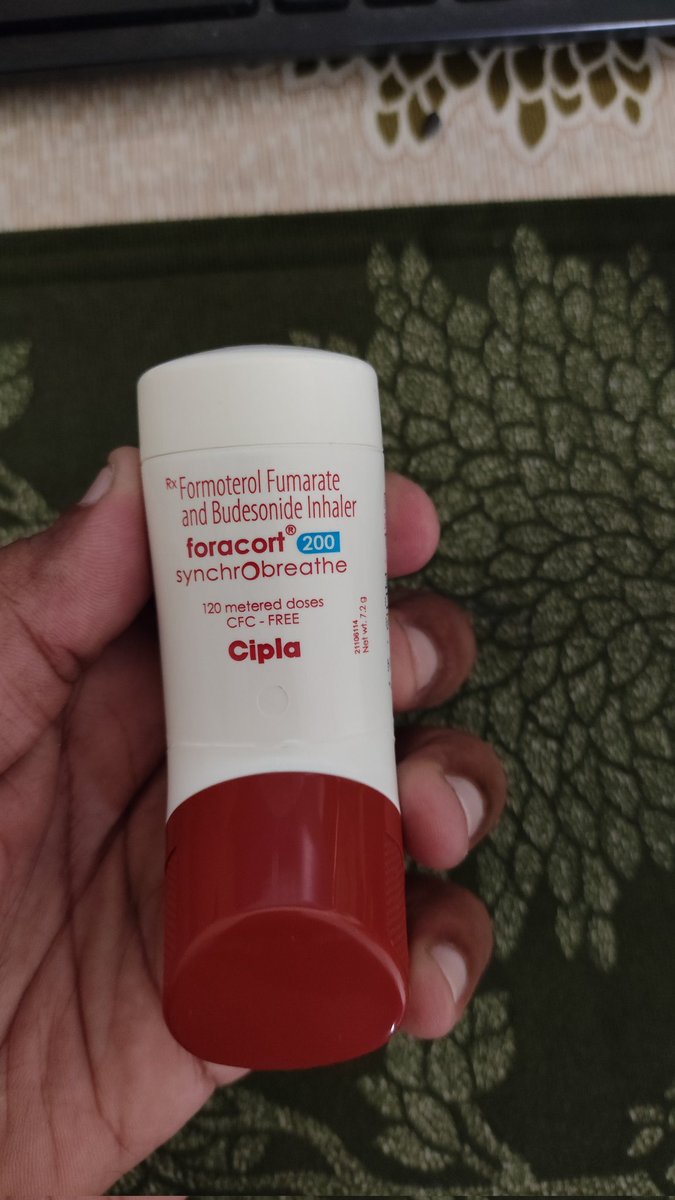 Rx Formoterol Fumarate
and Budesonide Inhaler
foracort® 200
synchrObreathe
120 metered doses
CFC - FREE
Cipla
21106114
Net wt. 7.2 g